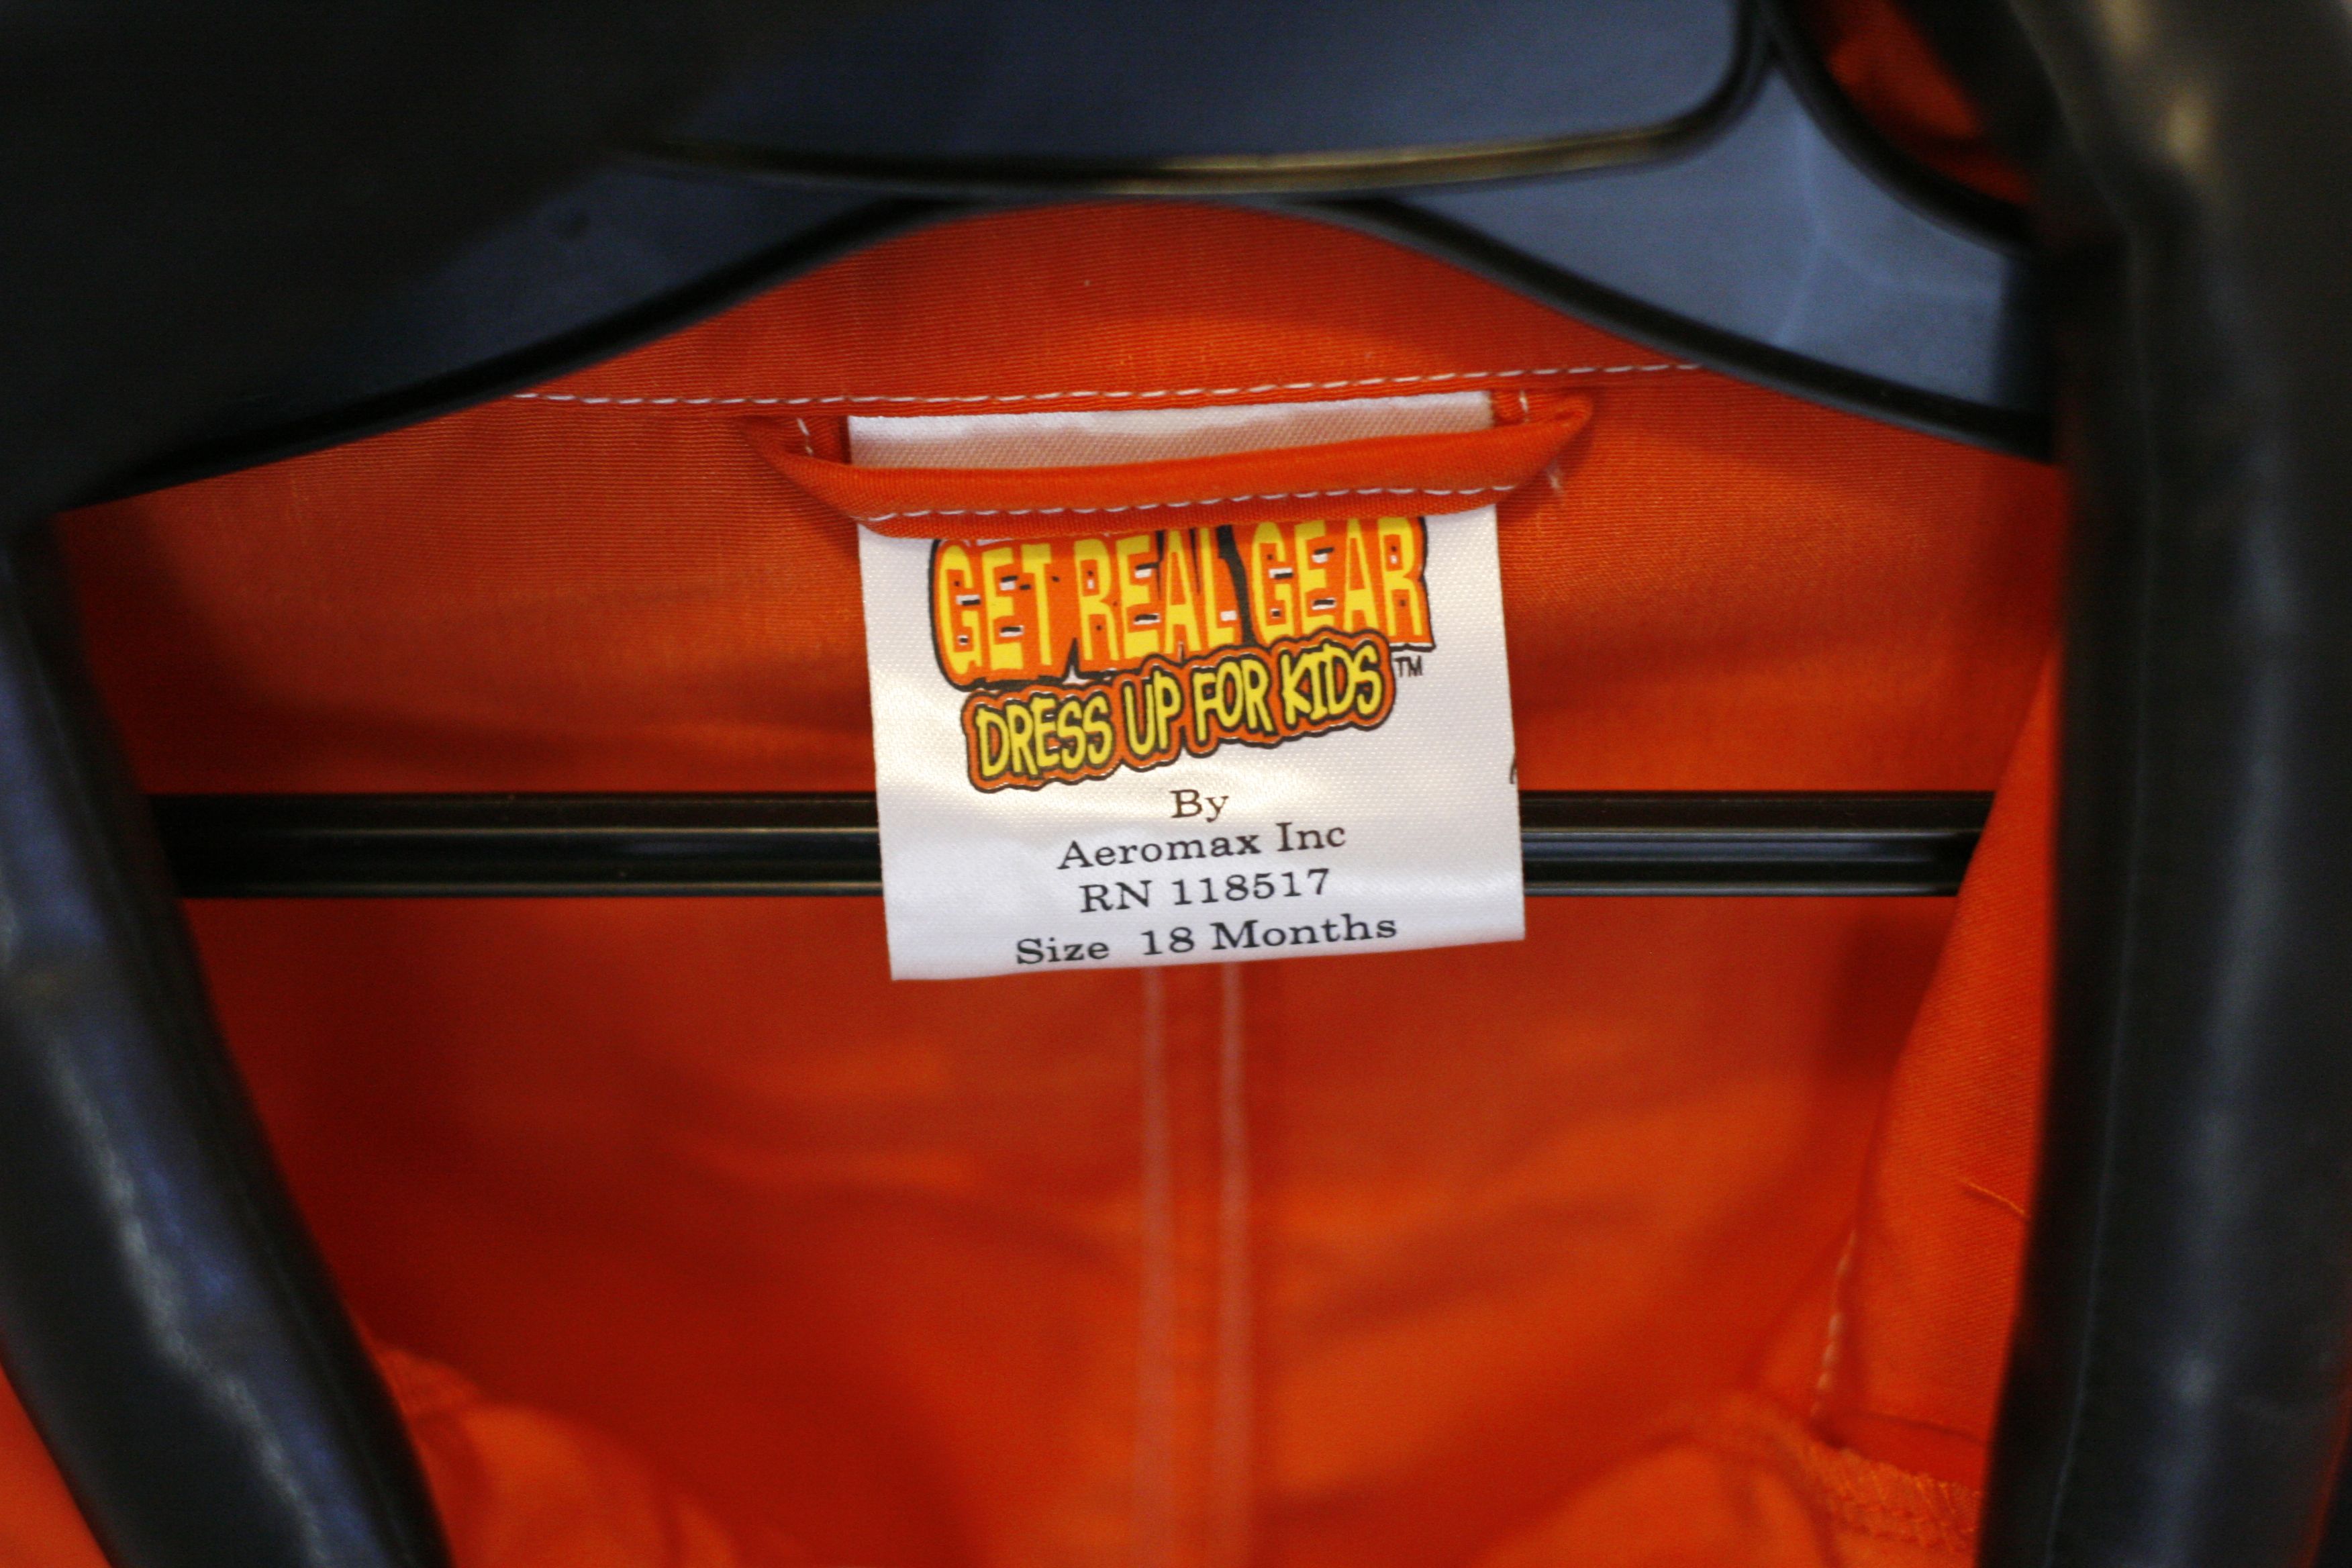 GET REAL GEAR
DRESS UP FOR KIDS™
By
Aeromax Inc
RN 118517
Size 18 Months